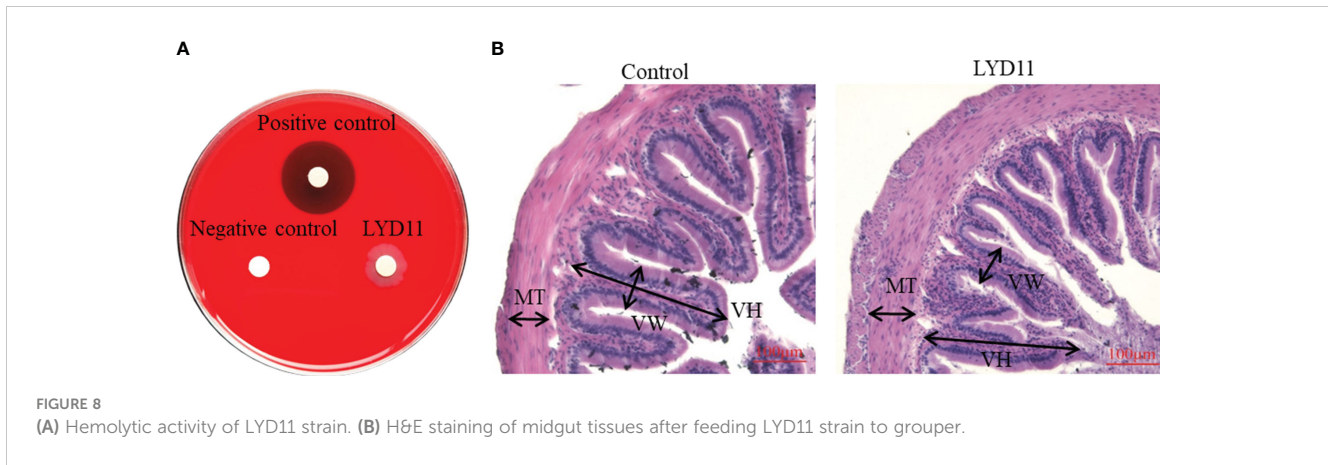 A
B
Control
LYD11
Positive control
Negative control
LYD11
MT
VW
VH
100μm
MT
VW
VH
100μm
FIGURE 8
(A) Hemolytic activity of LYD11 strain. (B) H&E staining of midgut tissues after feeding LYD11 strain to grouper.